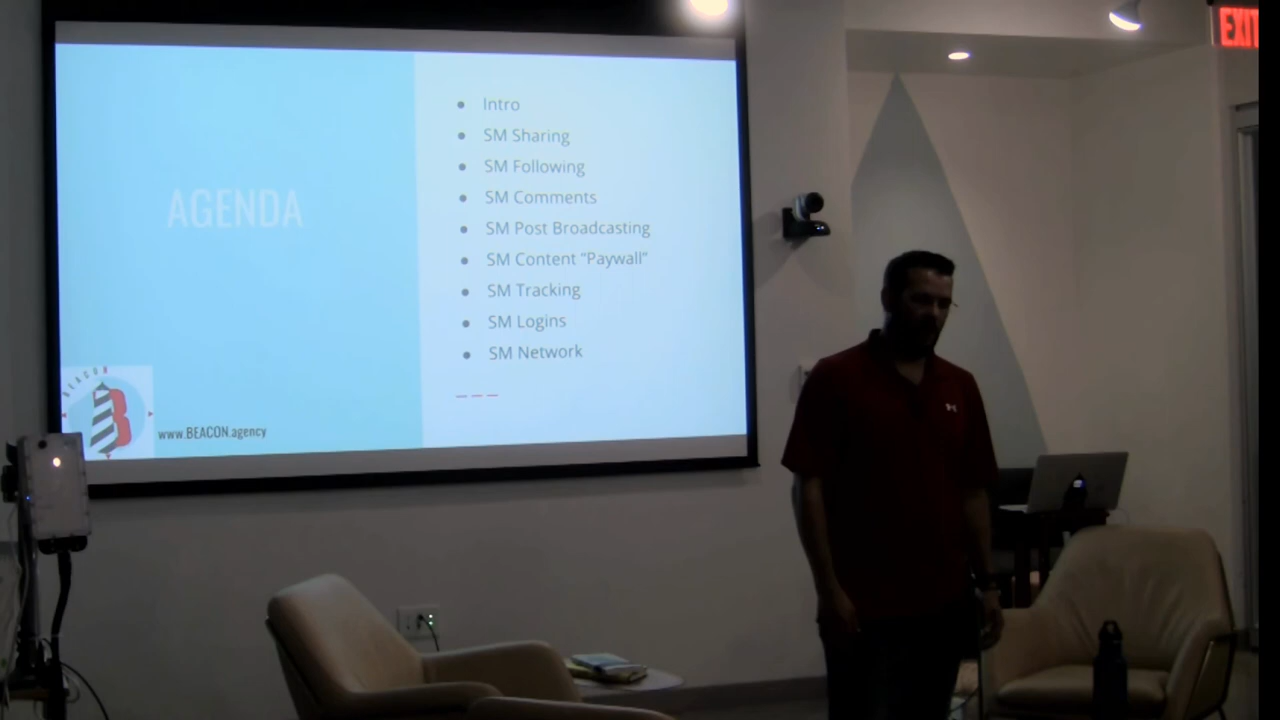 AGENDA
Intro
SM Sharing
SM Following
SM Comments
SM Post Broadcasting
SM Content “Paywall”
SM Tracking
SM Logins
SM Network
BEACON
B
www.BEACON.agency
EXIT